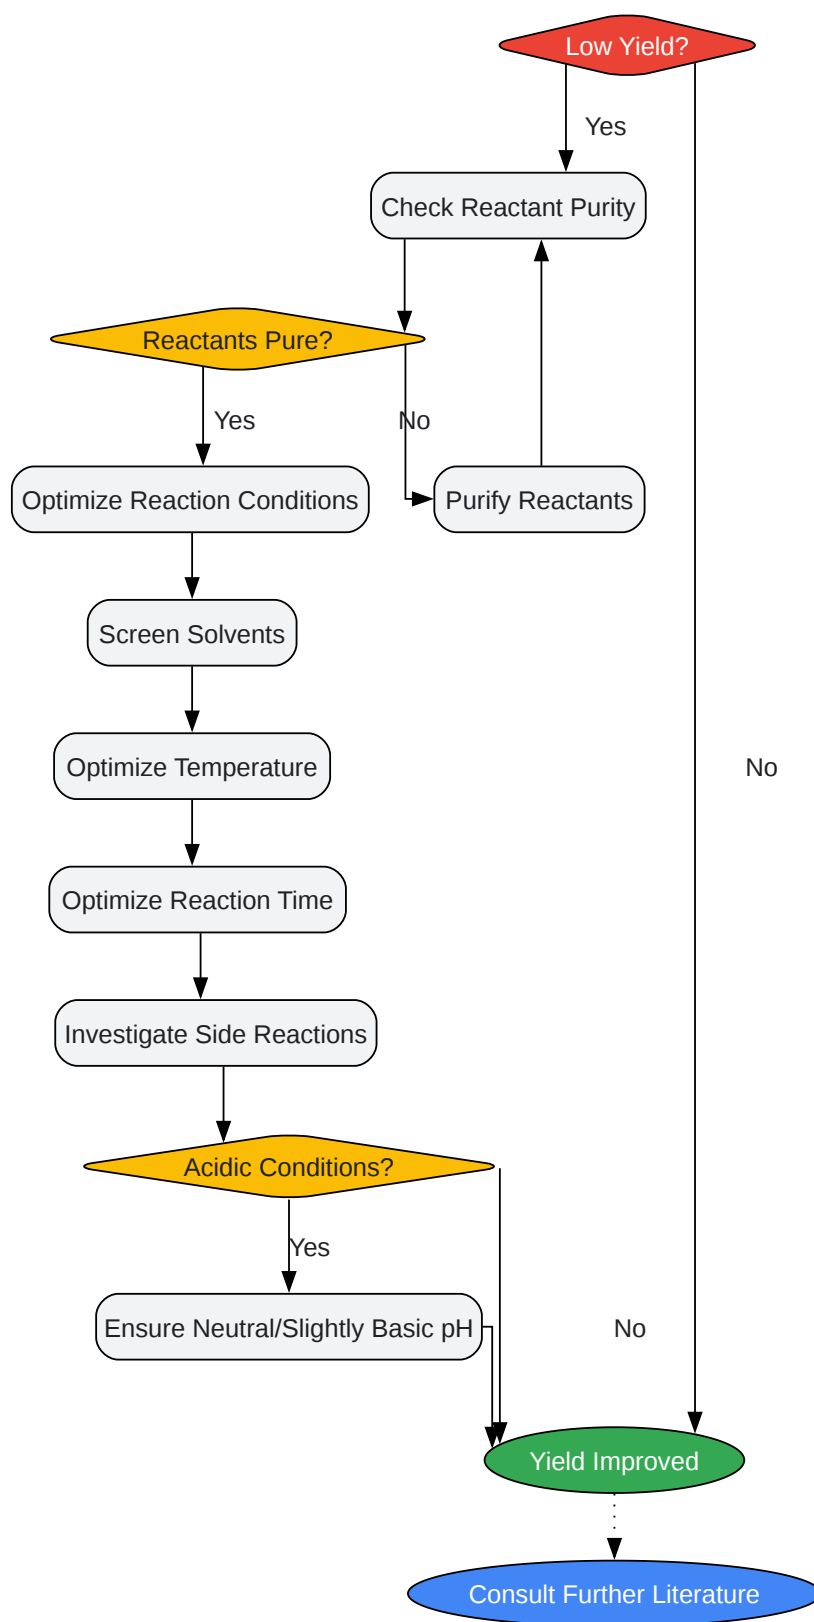 Low Yield?
Yes
Check Reactant Purity
Reactants Pure?
Yes
No
Optimize Reaction Conditions
Purify Reactants
Screen Solvents
Optimize Temperature
No
Optimize Reaction Time
Investigate Side Reactions
Acidic Conditions?
Yes
Ensure Neutral/Slightly Basic pH
No
Yield Improved
Consult Further Literature